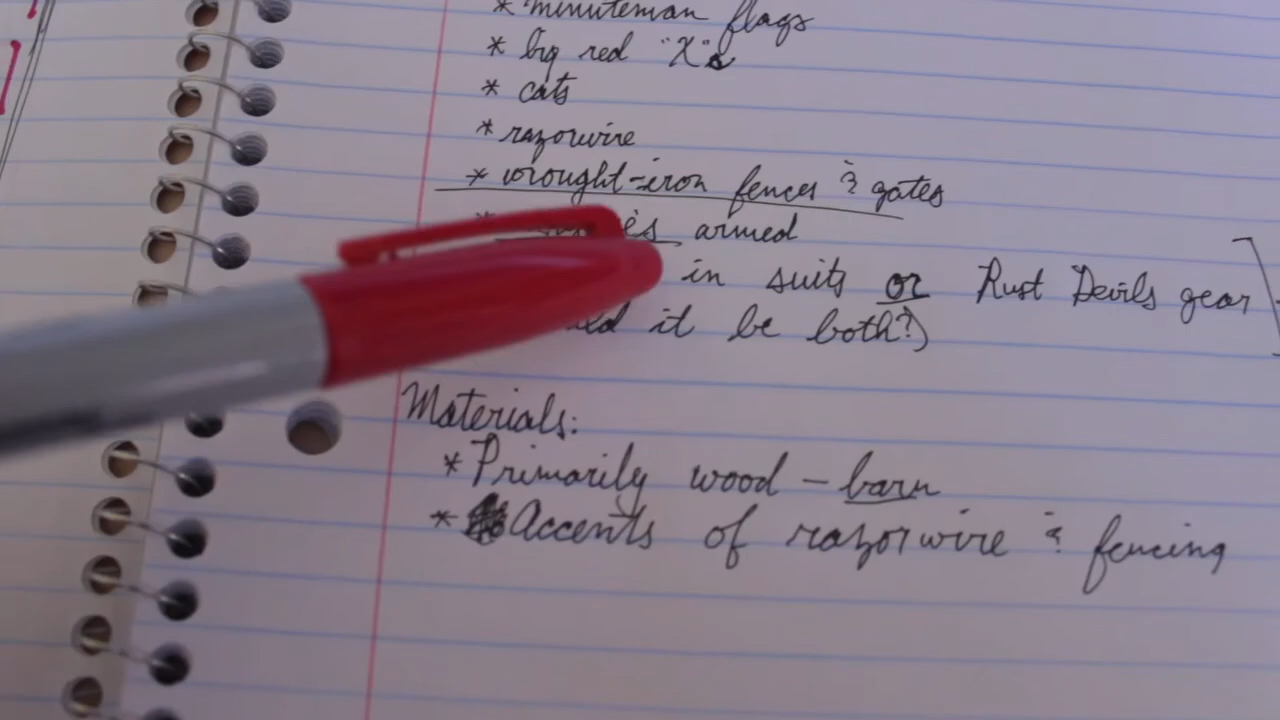 * minuteman flags
* big red "X"s
* cats
* razorwire
* wrought-iron fences & gates
armed
in suits or Rust Devils gear
it be both?)
Materials:
* Primarily wood - barn
* Accents of razorwire & fencing